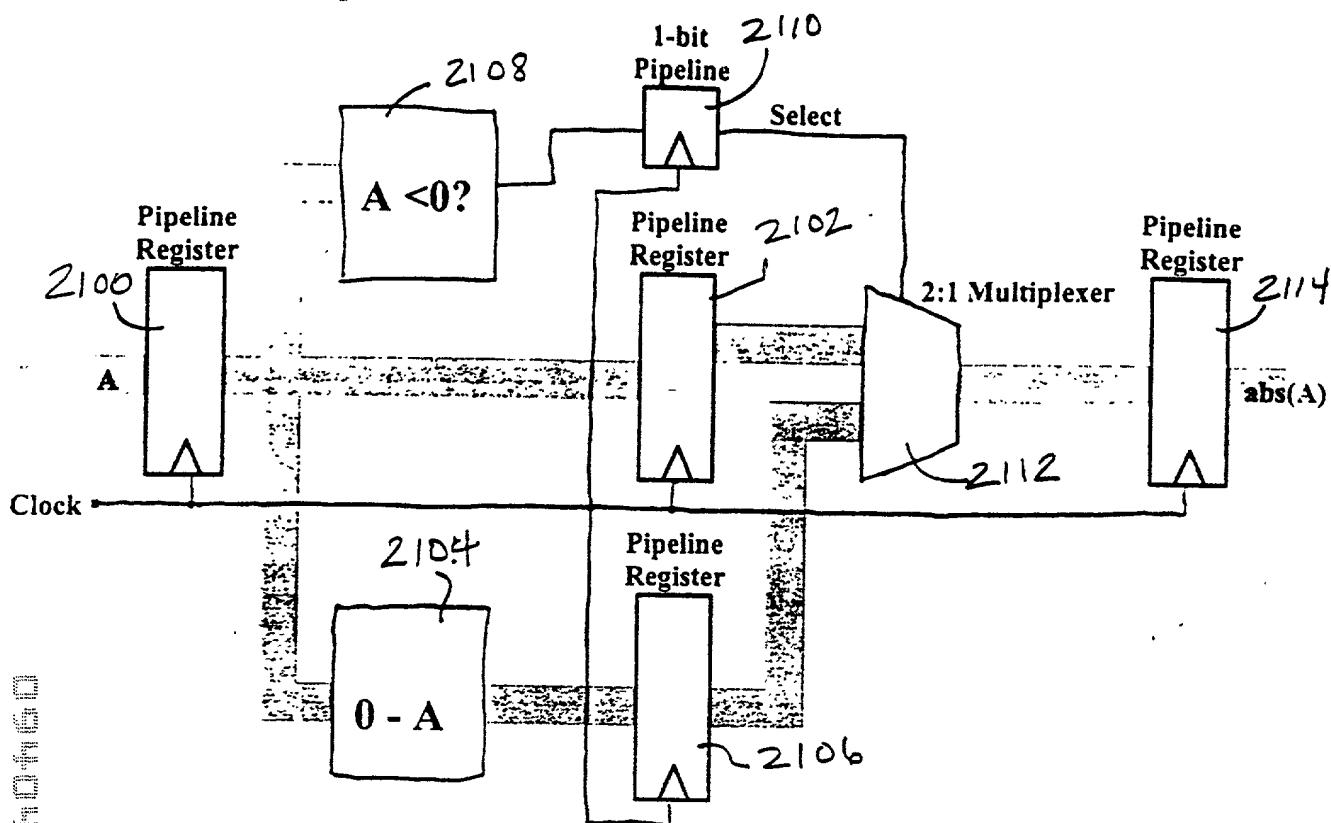 1-bit
Pipeline
2110
2108
Select
A <0?
Pipeline
Register
2100
Pipeline
Register
2102
Pipeline
Register
2114
2:1 Multiplexer
A
abs(A)
2112
Clock
2104
Pipeline
Register
0 - A
2106